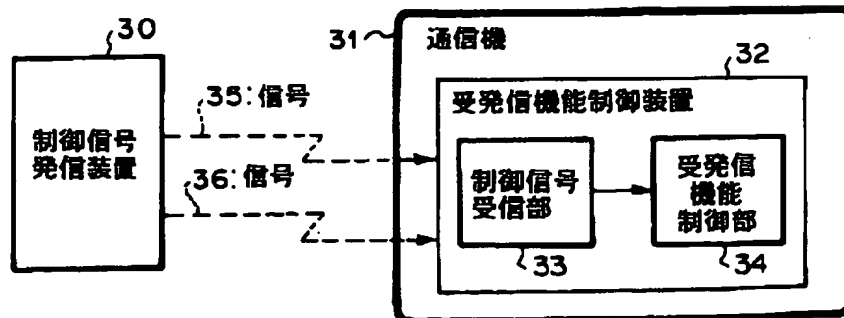 30
制御信号
発信装置
35:信号
36:信号
31
通信機
32
受発信機能制御装置
制御信号
受信部
33
受発信
機能
制御部
34